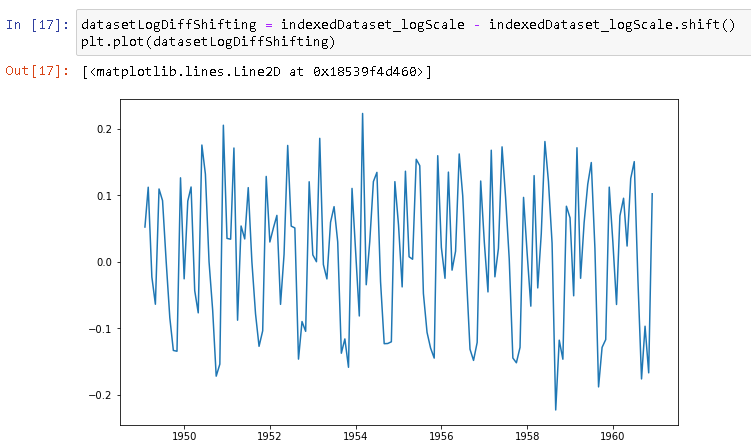 In [17]: datasetLogDiffShifting = indexedDataset_logScale - indexedDataset_logScale.shift()
plt.plot(datasetLogDiffShifting)
Out[17]: [<matplotlib.lines.Line2D at 0x18539f4d460>]
0.2
0.1
0.0
−0.1
−0.2
1950 1952 1954 1956 1958 1960